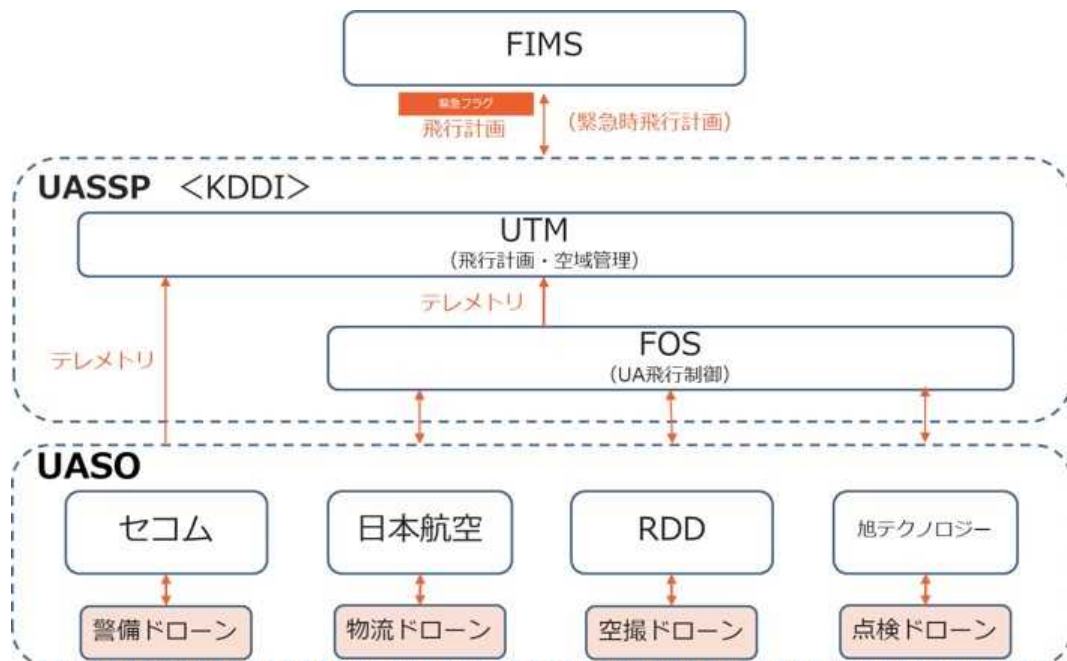 FIMS
緊急フラグ
飛行計画
(緊急時飛行計画)
UASSP <KDDI>
UTM
(飛行計画・空域管理)
テレメトリ
テレメトリ
FOS
(UA飛行制御)
UASO
セコム
日本航空
RDD
旭テクノロジー
警備ドローン
物流ドローン
空撮ドローン
点検ドローン